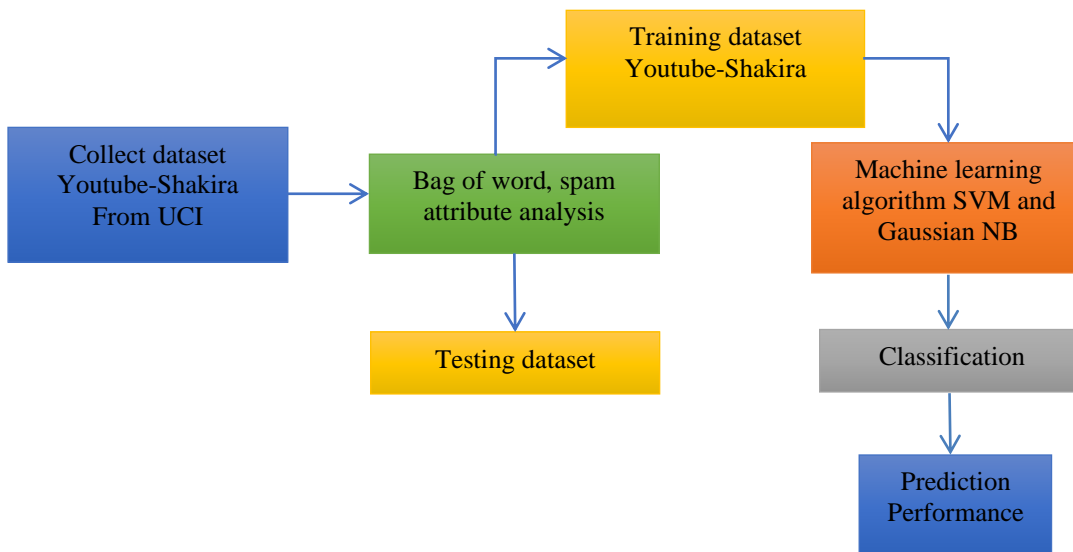 Collect dataset
Youtube-Shakira
From UCI
Bag of word, spam
attribute analysis
Training dataset
Youtube-Shakira
Testing dataset
Machine learning
algorithm SVM and
Gaussian NB
Classification
Prediction
Performance